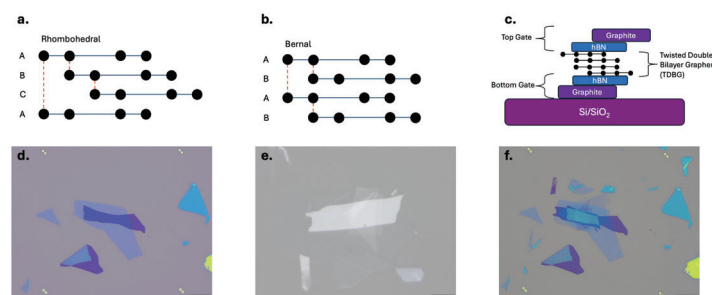 a.
Rhombohedral
A
B
C
A
b.
Bernal
A
B
A
B
c.
Top Gate
Graphite
hBN
Twisted Double
Bilayer Graphene
(TDBG)
Bottom Gate
hBN
Graphite
Si/SiO₂
d.
e.
f.